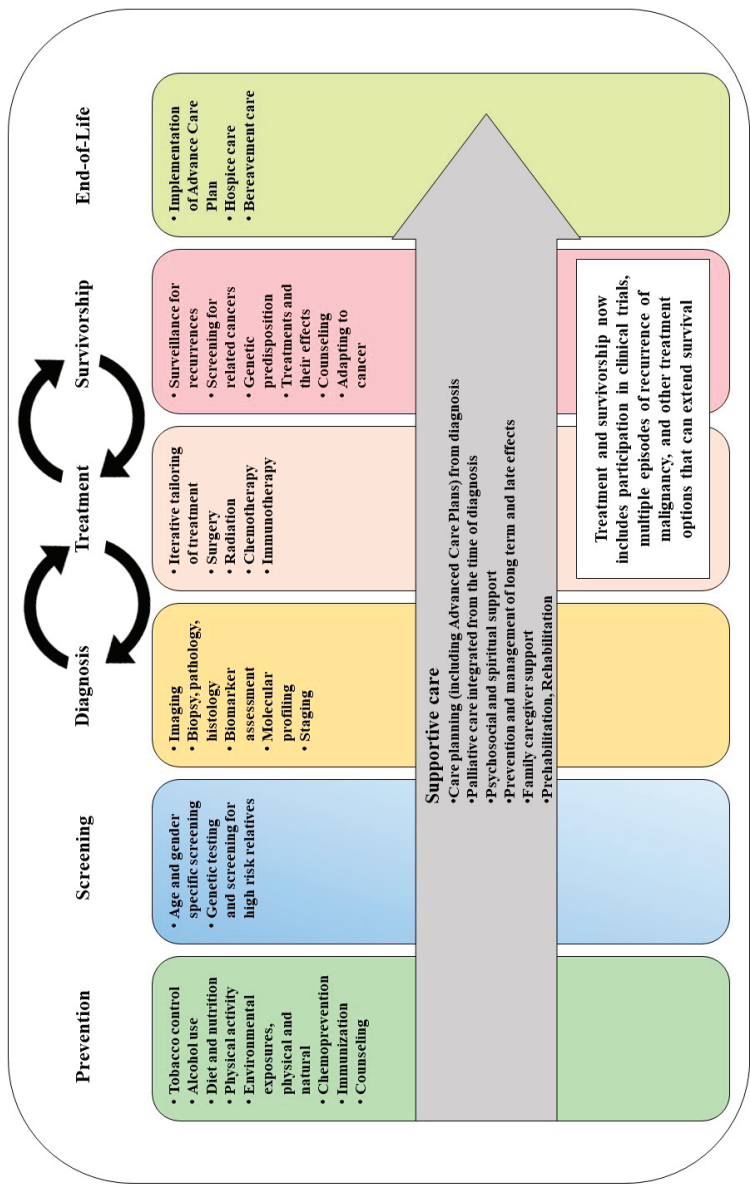 Prevention
• Tobacco control
• Alcohol use
• Diet and nutrition
• Physical activity
• Environmental
exposures,
physical and
natural
• Chemoprevention
• Immunization
• Counseling
Screening
• Age and gender
specific screening
• Genetic testing
and screening for
high risk relatives
Diagnosis
• Imaging
• Biopsy, pathology,
histology
• Biomarker
assessment
• Molecular
profiling
• Staging
Treatment
• Iterative tailoring
of treatment
• Surgery
• Radiation
• Chemotherapy
• Immunotherapy
Survivorship
• Surveillance for
recurrences
• Screening for
related cancers
• Genetic
predisposition
• Treatments and
their effects
• Counseling
• Adapting to
cancer
End-of-Life
• Implementation
of Advance Care
Plan
• Hospice care
• Bereavement care
Supportive care
•Care planning (including Advanced Care Plans) from diagnosis
•Palliative care integrated from the time of diagnosis
•Psychosocial and spiritual support
•Prevention and management of long term and late effects
•Family caregiver support
•Prehabilitation, Rehabilitation
Treatment and survivorship now
includes participation in clinical trials,
multiple episodes of recurrence of
malignancy, and other treatment
options that can extend survival